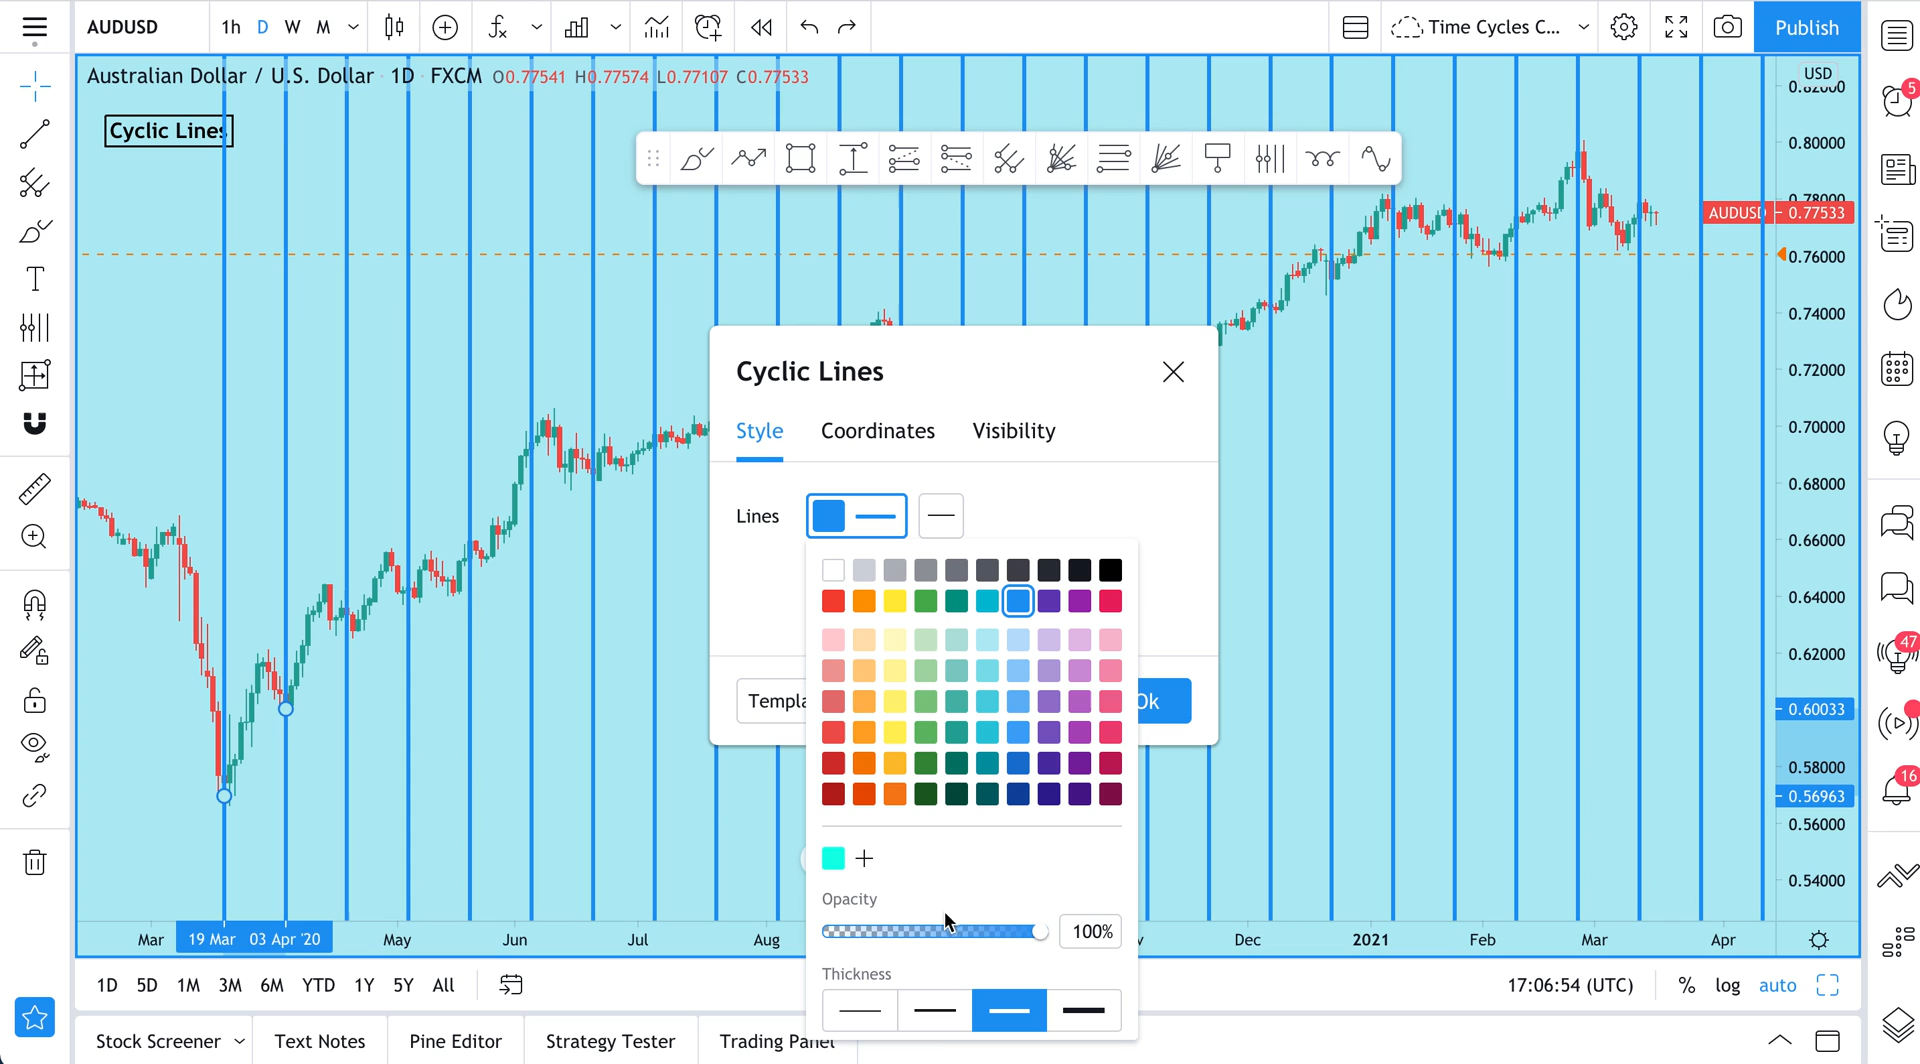 AUDUSD 1h D W M Time Cycles C... Publish
Australian Dollar / U.S. Dollar · 1D · FXCM O0.77541 H0.77574 L0.77107 C0.77533
USD
5
Cyclic Lines
0.80000
AUDUSD 0.77533
0.76000
0.74000
Cyclic Lines
0.72000
Style Coordinates Visibility
0.70000
0.68000
Lines
0.66000
0.64000
47
0.62000
Ok
0.60033
0.58000
16
0.56963
0.56000
0.54000
Opacity
100%
Mar 19 Mar 03 Apr '20 May Jun Jul Aug Dec 2021 Feb Mar Apr
Thickness
1D 5D 1M 3M 6M YTD 1Y 5Y All 17:06:54 (UTC) % log auto
Stock Screener Text Notes Pine Editor Strategy Tester Trading Panel